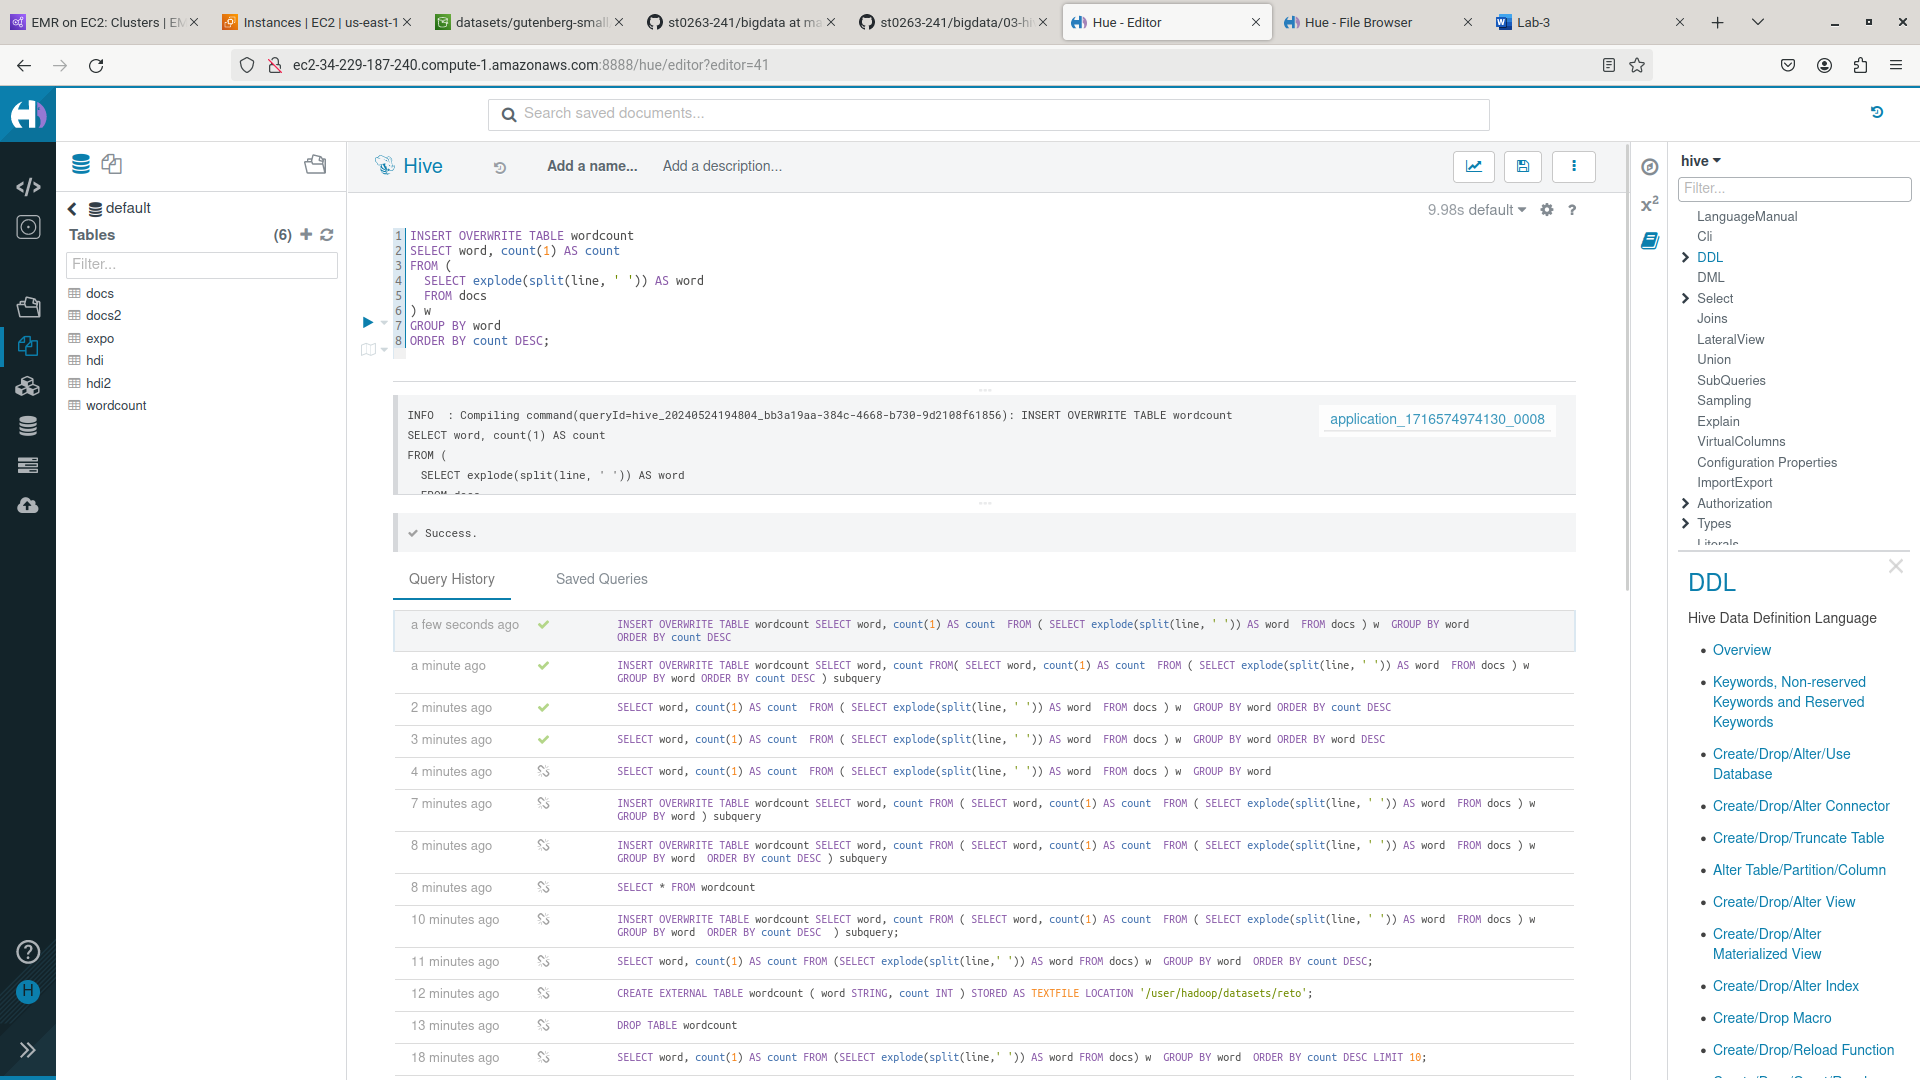 EMR on EC2: Clusters | EM
Instances | EC2 | us-east-1
datasets/gutenberg-small
st0263-241/bigdata at ma
st0263-241/bigdata/03-hi
Hue - Editor
Hue - File Browser
Lab-3
ec2-34-229-187-240.compute-1.amazonaws.com:8888/hue/editor?editor=41
Search saved documents...
default
Tables (6)
Filter...
docs
docs2
expo
hdi
hdi2
wordcount
Hive
Add a name...
Add a description...
9.98s default
?
1 INSERT OVERWRITE TABLE wordcount
2 SELECT word, count(1) AS count
3 FROM (
4 SELECT explode(split(line, ' ')) AS word
5 FROM docs
6 ) w
7 GROUP BY word
8 ORDER BY count DESC;
INFO : Compiling command(queryId=hive_20240524194804_bb3a19aa-384c-4668-b730-9d2108f61856): INSERT OVERWRITE TABLE wordcount
SELECT word, count(1) AS count
FROM (
SELECT explode(split(line, ' ')) AS word
FROM docs
application_1716574974130_0008
Success.
Query History
Saved Queries
a few seconds ago INSERT OVERWRITE TABLE wordcount SELECT word, count(1) AS count FROM ( SELECT explode(split(line, ' ')) AS word FROM docs ) w GROUP BY word
ORDER BY count DESC
a minute ago INSERT OVERWRITE TABLE wordcount SELECT word, count FROM( SELECT word, count(1) AS count FROM ( SELECT explode(split(line, ' ')) AS word FROM docs ) w
GROUP BY word ORDER BY count DESC ) subquery
2 minutes ago SELECT word, count(1) AS count FROM ( SELECT explode(split(line, ' ')) AS word FROM docs ) w GROUP BY word ORDER BY count DESC
3 minutes ago SELECT word, count(1) AS count FROM ( SELECT explode(split(line, ' ')) AS word FROM docs ) w GROUP BY word ORDER BY word DESC
4 minutes ago SELECT word, count(1) AS count FROM ( SELECT explode(split(line, ' ')) AS word FROM docs ) w GROUP BY word
7 minutes ago INSERT OVERWRITE TABLE wordcount SELECT word, count FROM ( SELECT word, count(1) AS count FROM ( SELECT explode(split(line, ' ')) AS word FROM docs ) w
GROUP BY word ) subquery
8 minutes ago INSERT OVERWRITE TABLE wordcount SELECT word, count FROM ( SELECT word, count(1) AS count FROM ( SELECT explode(split(line, ' ')) AS word FROM docs ) w
GROUP BY word ORDER BY count DESC ) subquery
8 minutes ago SELECT * FROM wordcount
10 minutes ago INSERT OVERWRITE TABLE wordcount SELECT word, count FROM ( SELECT word, count(1) AS count FROM ( SELECT explode(split(line, ' ')) AS word FROM docs ) w
GROUP BY word ORDER BY count DESC ) subquery;
11 minutes ago SELECT word, count(1) AS count FROM (SELECT explode(split(line,' ')) AS word FROM docs) w GROUP BY word ORDER BY count DESC;
12 minutes ago CREATE EXTERNAL TABLE wordcount ( word STRING, count INT ) STORED AS TEXTFILE LOCATION '/user/hadoop/datasets/reto';
13 minutes ago DROP TABLE wordcount
18 minutes ago SELECT word, count(1) AS count FROM (SELECT explode(split(line,' ')) AS word FROM docs) w GROUP BY word ORDER BY count DESC LIMIT 10;
x²
hive
Filter...
LanguageManual
Cli
DDL
DML
Select
Joins
LateralView
Union
SubQueries
Sampling
Explain
VirtualColumns
Configuration Properties
ImportExport
Authorization
Types
Literals
DDL
Hive Data Definition Language
Overview
Keywords, Non-reserved
Keywords and Reserved
Keywords
Create/Drop/Alter/Use
Database
Create/Drop/Alter Connector
Create/Drop/Truncate Table
Alter Table/Partition/Column
Create/Drop/Alter View
Create/Drop/Alter
Materialized View
Create/Drop/Alter Index
Create/Drop Macro
Create/Drop/Reload Function
?
H